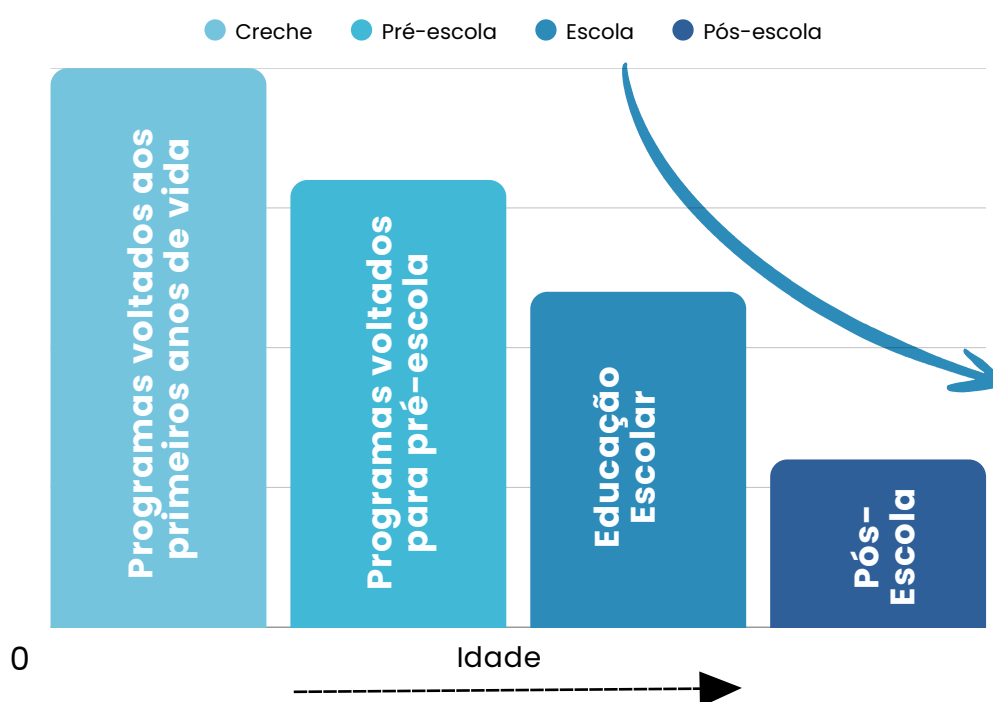 Creche
Pré-escola
Escola
Pós-escola
Programas voltados aos
primeiros anos de vida
Programas voltados
para pré-escola
Educação
Escolar
Pós-
Escola
0
Idade